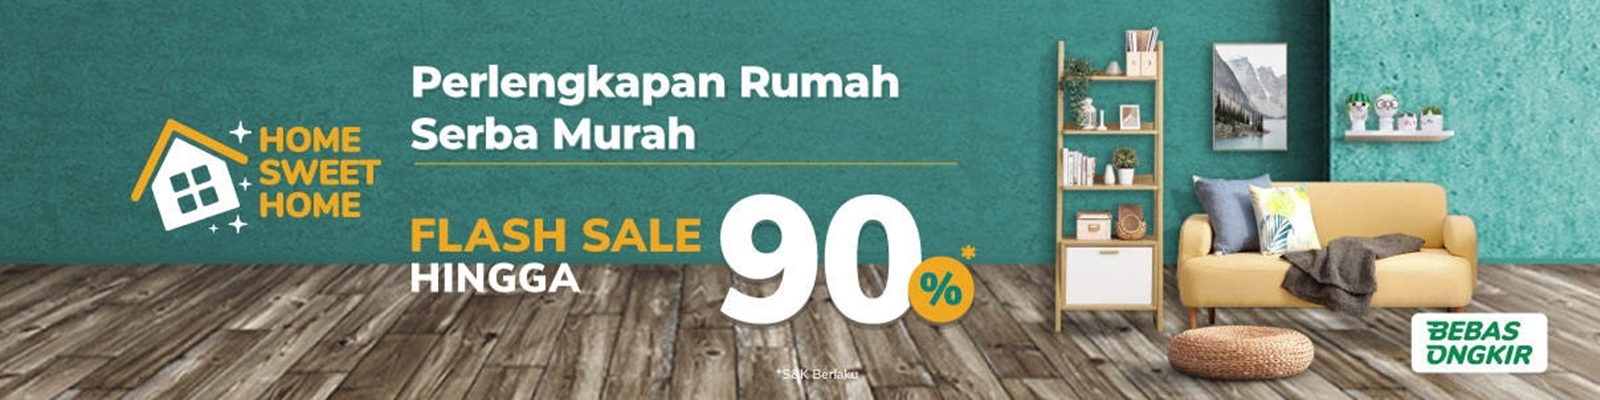 HOME
SWEET
HOME
Perlengkapan Rumah
Serba Murah
FLASH SALE
HINGGA
90%*
*S&K Berlaku
BEBAS
ONGKIR